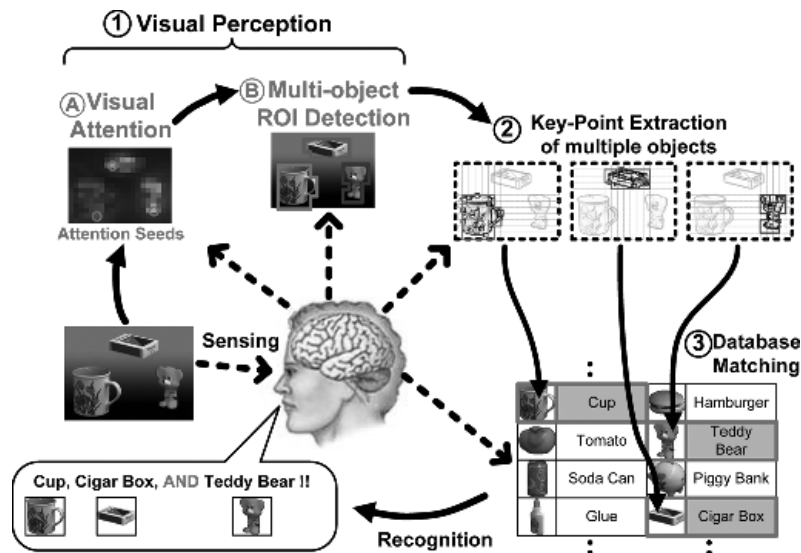 ① Visual Perception
Ⓐ Visual
Attention
Ⓑ Multi-object
ROI Detection
② Key-Point Extraction
of multiple objects
Attention Seeds
Sensing
③ Database
Matching
Cup
Hamburger
Tomato
Teddy
Bear
Soda Can
Piggy Bank
Glue
Cigar Box
Cup, Cigar Box, AND Teddy Bear !!
Recognition